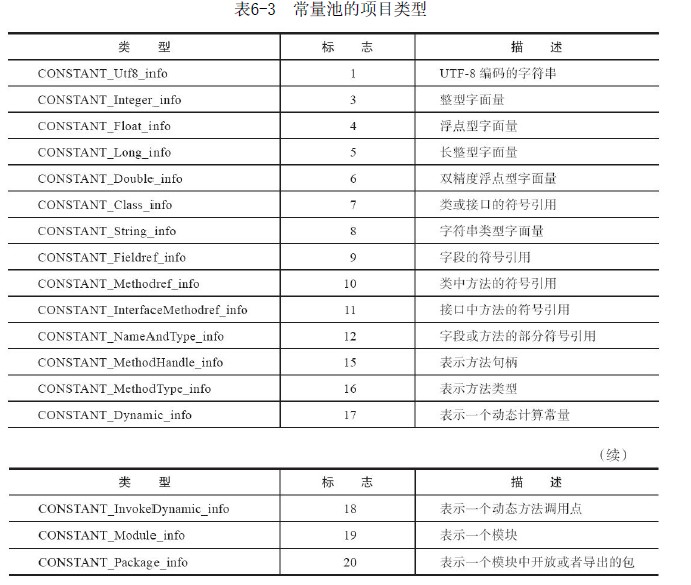 表6-3 常量池的项目类型
类 型 标 志 描 述
CONSTANT_Utf8_info 1 UTF-8 编码的字符串
CONSTANT_Integer_info 3 整型字面量
CONSTANT_Float_info 4 浮点型字面量
CONSTANT_Long_info 5 长整型字面量
CONSTANT_Double_info 6 双精度浮点型字面量
CONSTANT_Class_info 7 类或接口的符号引用
CONSTANT_String_info 8 字符串类型字面量
CONSTANT_Fieldref_info 9 字段的符号引用
CONSTANT_Methodref_info 10 类中方法的符号引用
CONSTANT_InterfaceMethodref_info 11 接口中方法的符号引用
CONSTANT_NameAndType_info 12 字段或方法的部分符号引用
CONSTANT_MethodHandle_info 15 表示方法句柄
CONSTANT_MethodType_info 16 表示方法类型
CONSTANT_Dynamic_info 17 表示一个动态计算常量
（续）
类 型 标 志 描 述
CONSTANT_InvokeDynamic_info 18 表示一个动态方法调用点
CONSTANT_Module_info 19 表示一个模块
CONSTANT_Package_info 20 表示一个模块中开放或者导出的包